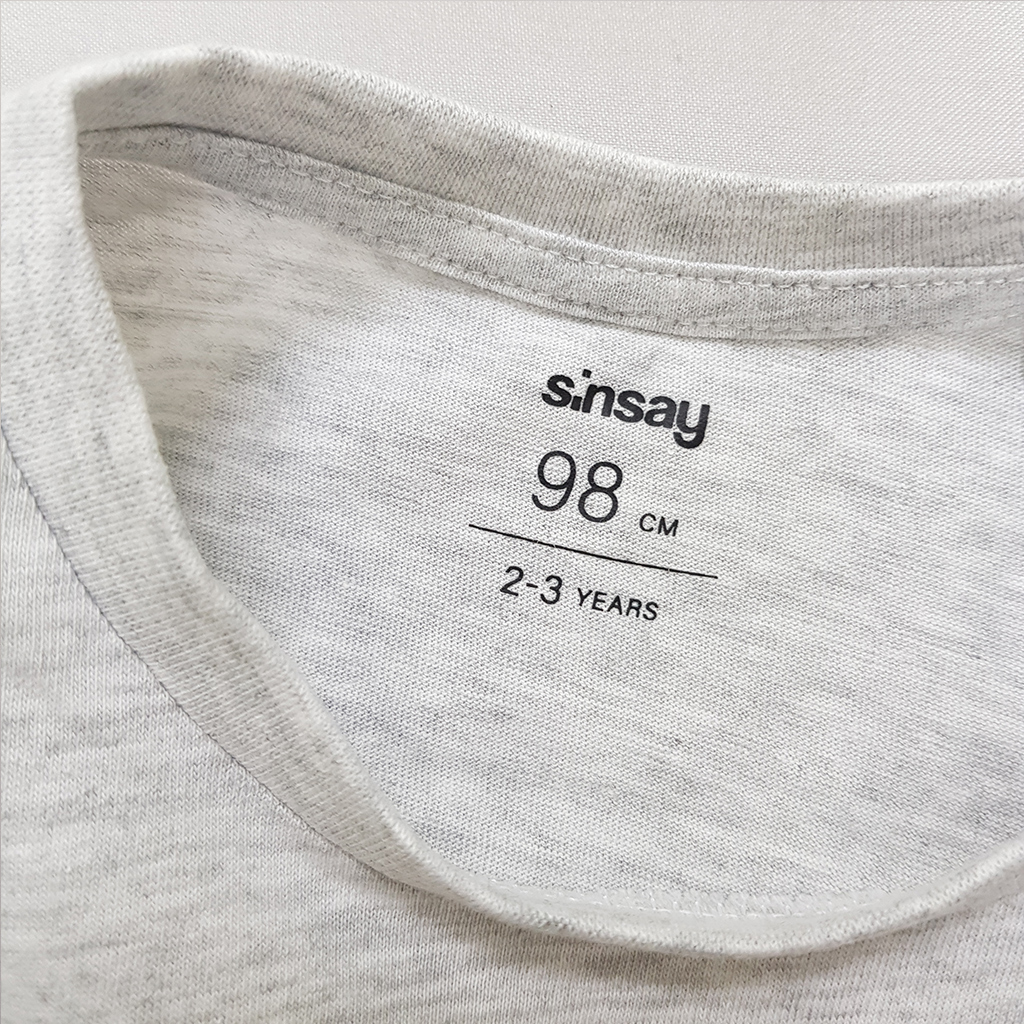 sinsay
98 CM
2-3 YEARS